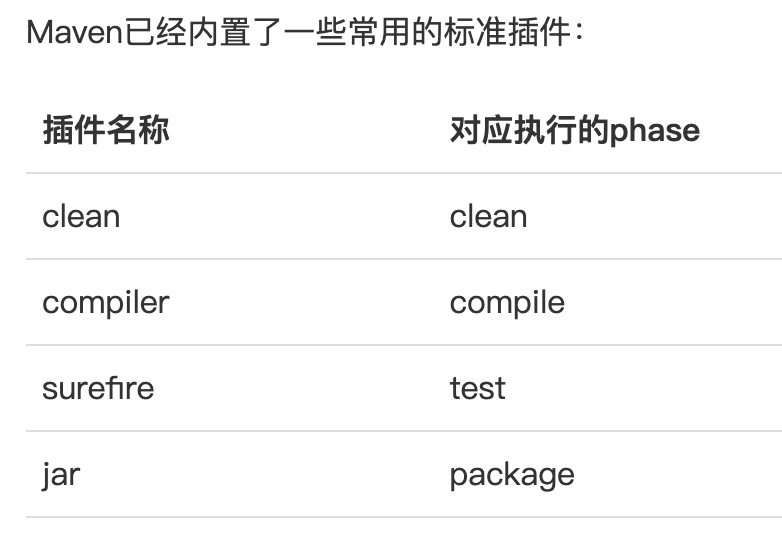 Maven已经内置了一些常用的标准插件：
插件名称 对应执行的phase
clean clean
compiler compile
surefire test
jar package